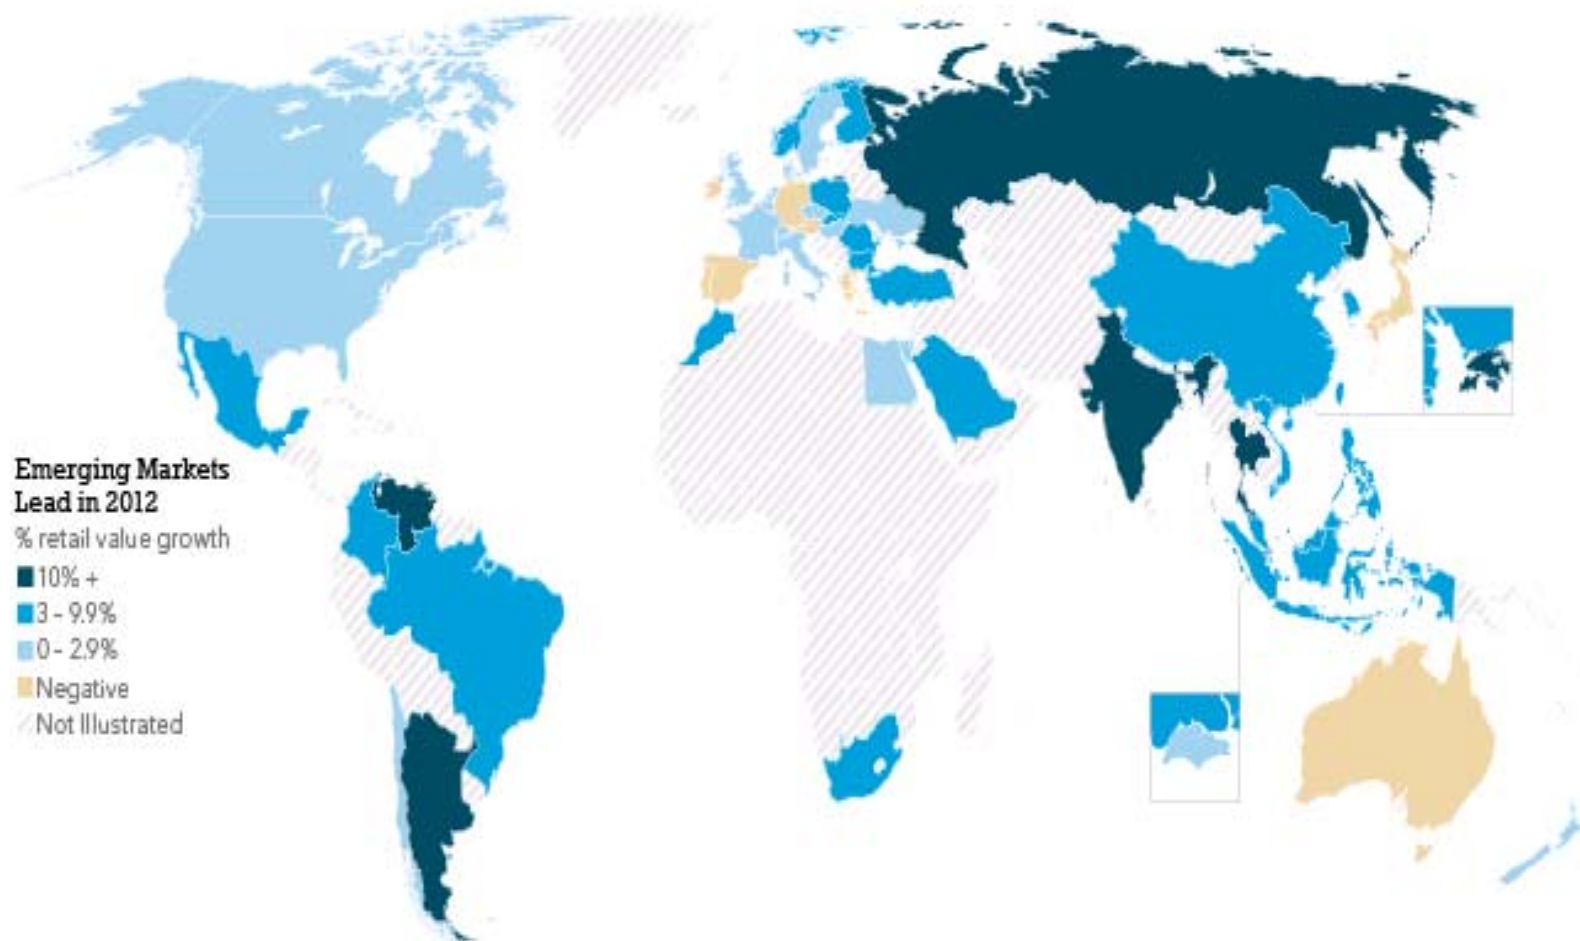 Emerging Markets
Lead in 2012
% retail value growth
10% +
3 - 9.9%
0 - 2.9%
Negative
Not Illustrated